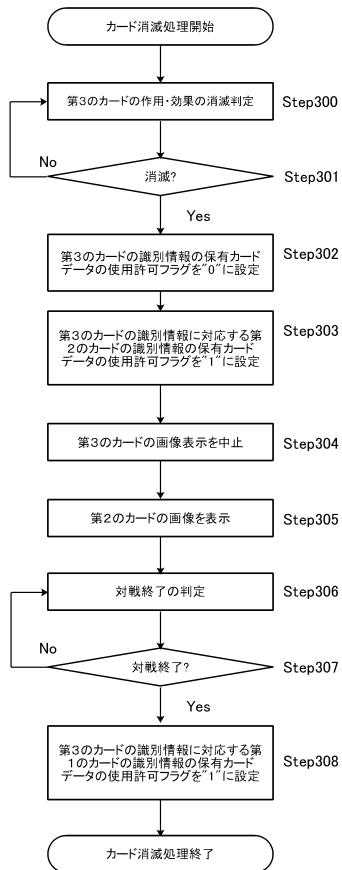 カード消滅処理開始
第3のカードの作用・効果の消滅判定
Step300
No
消滅?
Step301
Yes
第3のカードの識別情報の保有カード
データの使用許可フラグを"0"に設定
Step302
第3のカードの識別情報に対応する第
2のカードの識別情報の保有カード
データの使用許可フラグを"1"に設定
Step303
第3のカードの画像表示を中止
Step304
第2のカードの画像を表示
Step305
対戦終了の判定
Step306
No
対戦終了?
Step307
Yes
第3のカードの識別情報に対応する第
1のカードの識別情報の保有カード
データの使用許可フラグを"1"に設定
Step308
カード消滅処理終了